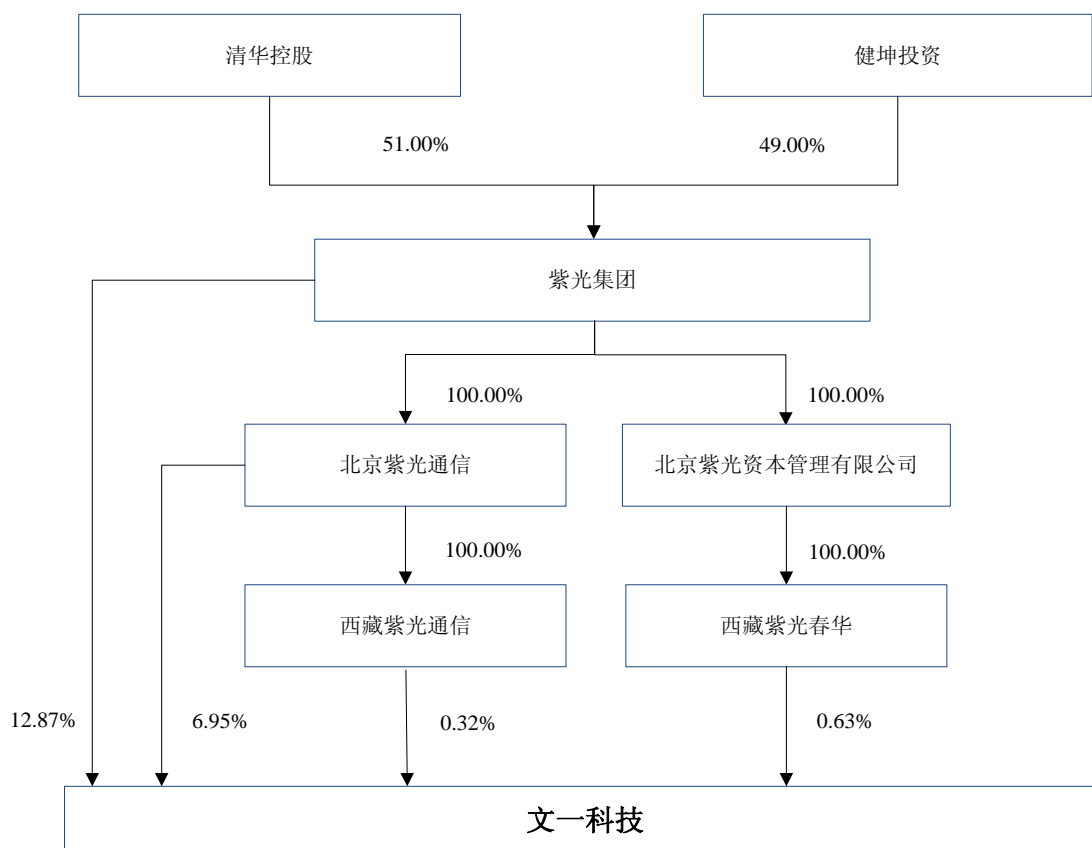 清华控股
健坤投资
51.00%
49.00%
紫光集团
100.00%
100.00%
北京紫光通信
北京紫光资本管理有限公司
100.00%
100.00%
西藏紫光通信
西藏紫光春华
12.87%
6.95%
0.32%
0.63%
文一科技